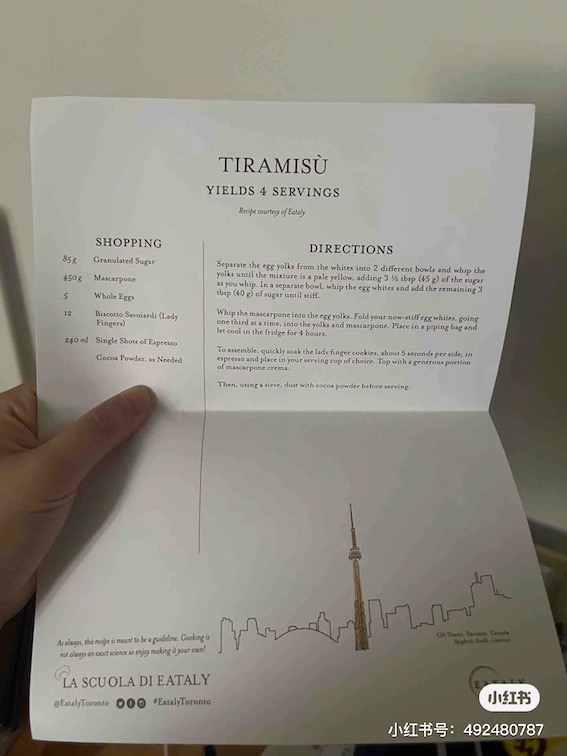 TIRAMISÙ
YIELDS 4 SERVINGS
Recipe courtesy of Eataly
SHOPPING
85g Granulated Sugar
450g Mascarpone
5 Whole Eggs
12 Biscotto Savoiardi (Lady
Fingers)
240 ml Single Shots of Espresso
Cocoa Powder, as Needed
DIRECTIONS
Separate the egg yolks from the whites into 2 different bowls and whip the
yolks until the mixture is a pale yellow, adding 3 ½ tbsp (45 g) of the sugar
as you whip. In a separate bowl, whip the egg whites and add the remaining 3
tbsp (40 g) of sugar until stiff.
Whip the mascarpone into the egg yolks. Fold your now-stiff egg whites, going
one third at a time, into the yolks and mascarpone. Place in a piping bag and
let cool in the fridge for 4 hours.
To assemble, quickly soak the lady finger cookies, about 5 seconds per side, in
espresso and place in your serving cup of choice. Top with a generous portion
of mascarpone crema.
Then, using a sieve, dust with cocoa powder before serving.
As always, this recipe is meant to be a guideline. Cooking is
not always an exact science so enjoy making it your own!
CN Tower, Toronto, Canada
LA SCUOLA DI EATALY
@EatalyToronto #EatalyToronto
EATALY
小红书
小红书号：492480787